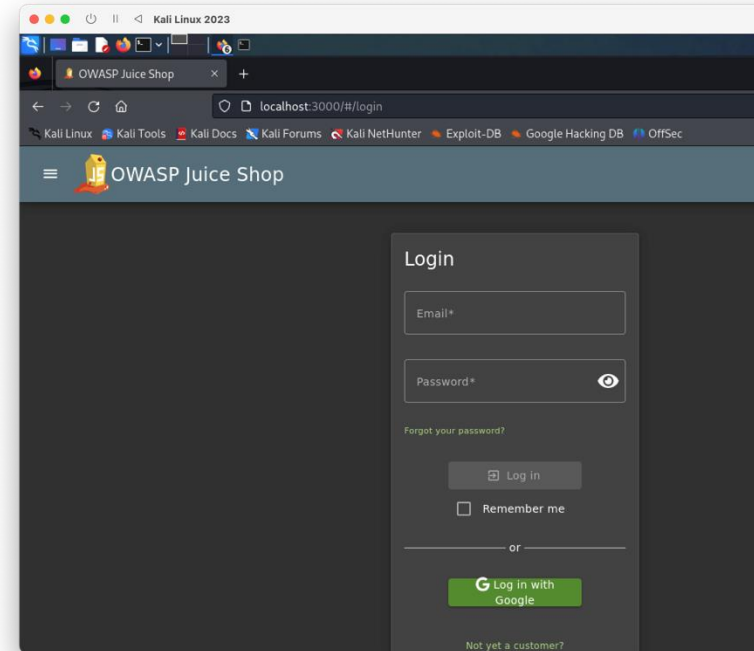 Kali Linux 2023
OWASP Juice Shop
localhost:3000/#/login
Kali Linux Kali Tools Kali Docs Kali Forums Kali NetHunter Exploit-DB Google Hacking DB OffSec
OWASP Juice Shop
Login
Email*
Password*
Forgot your password?
Log in
Remember me
or
Log in with
Google
Not yet a customer?